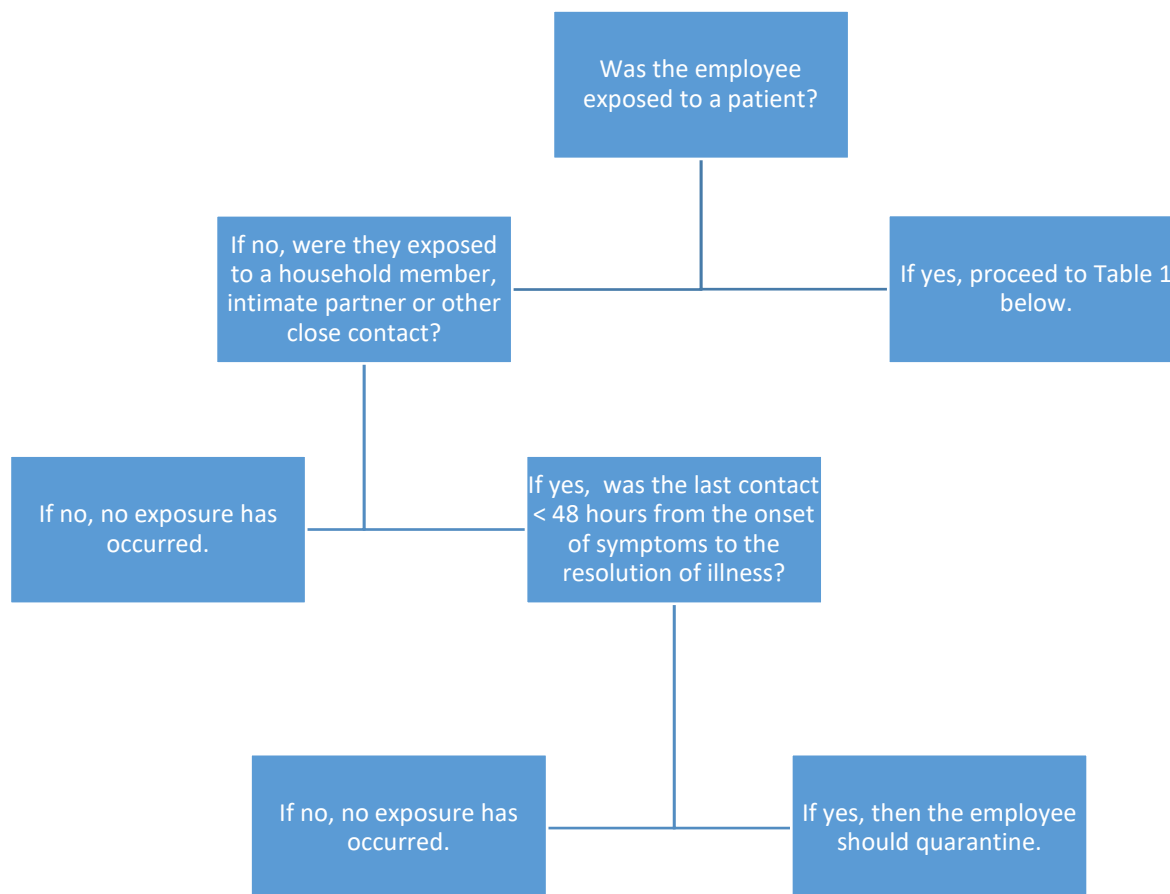 Was the employee
exposed to a patient?
If no, were they exposed
to a household member,
intimate partner or other
close contact?
If yes, proceed to Table 1
below.
If no, no exposure has
occurred.
If yes,  was the last contact
< 48 hours from the onset
of symptoms to the
resolution of illness?
If no, no exposure has
occurred.
If yes, then the employee
should quarantine.